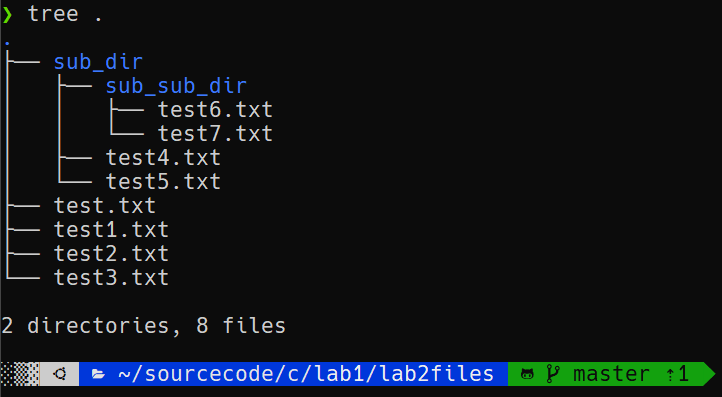 ❯ tree .
.
├── sub_dir
│   ├── sub_sub_dir
│   │   ├── test6.txt
│   │   └── test7.txt
│   ├── test4.txt
│   └── test5.txt
├── test.txt
├── test1.txt
├── test2.txt
└── test3.txt
2 directories, 8 files
~/sourcecode/c/lab1/lab2files master ⇡1